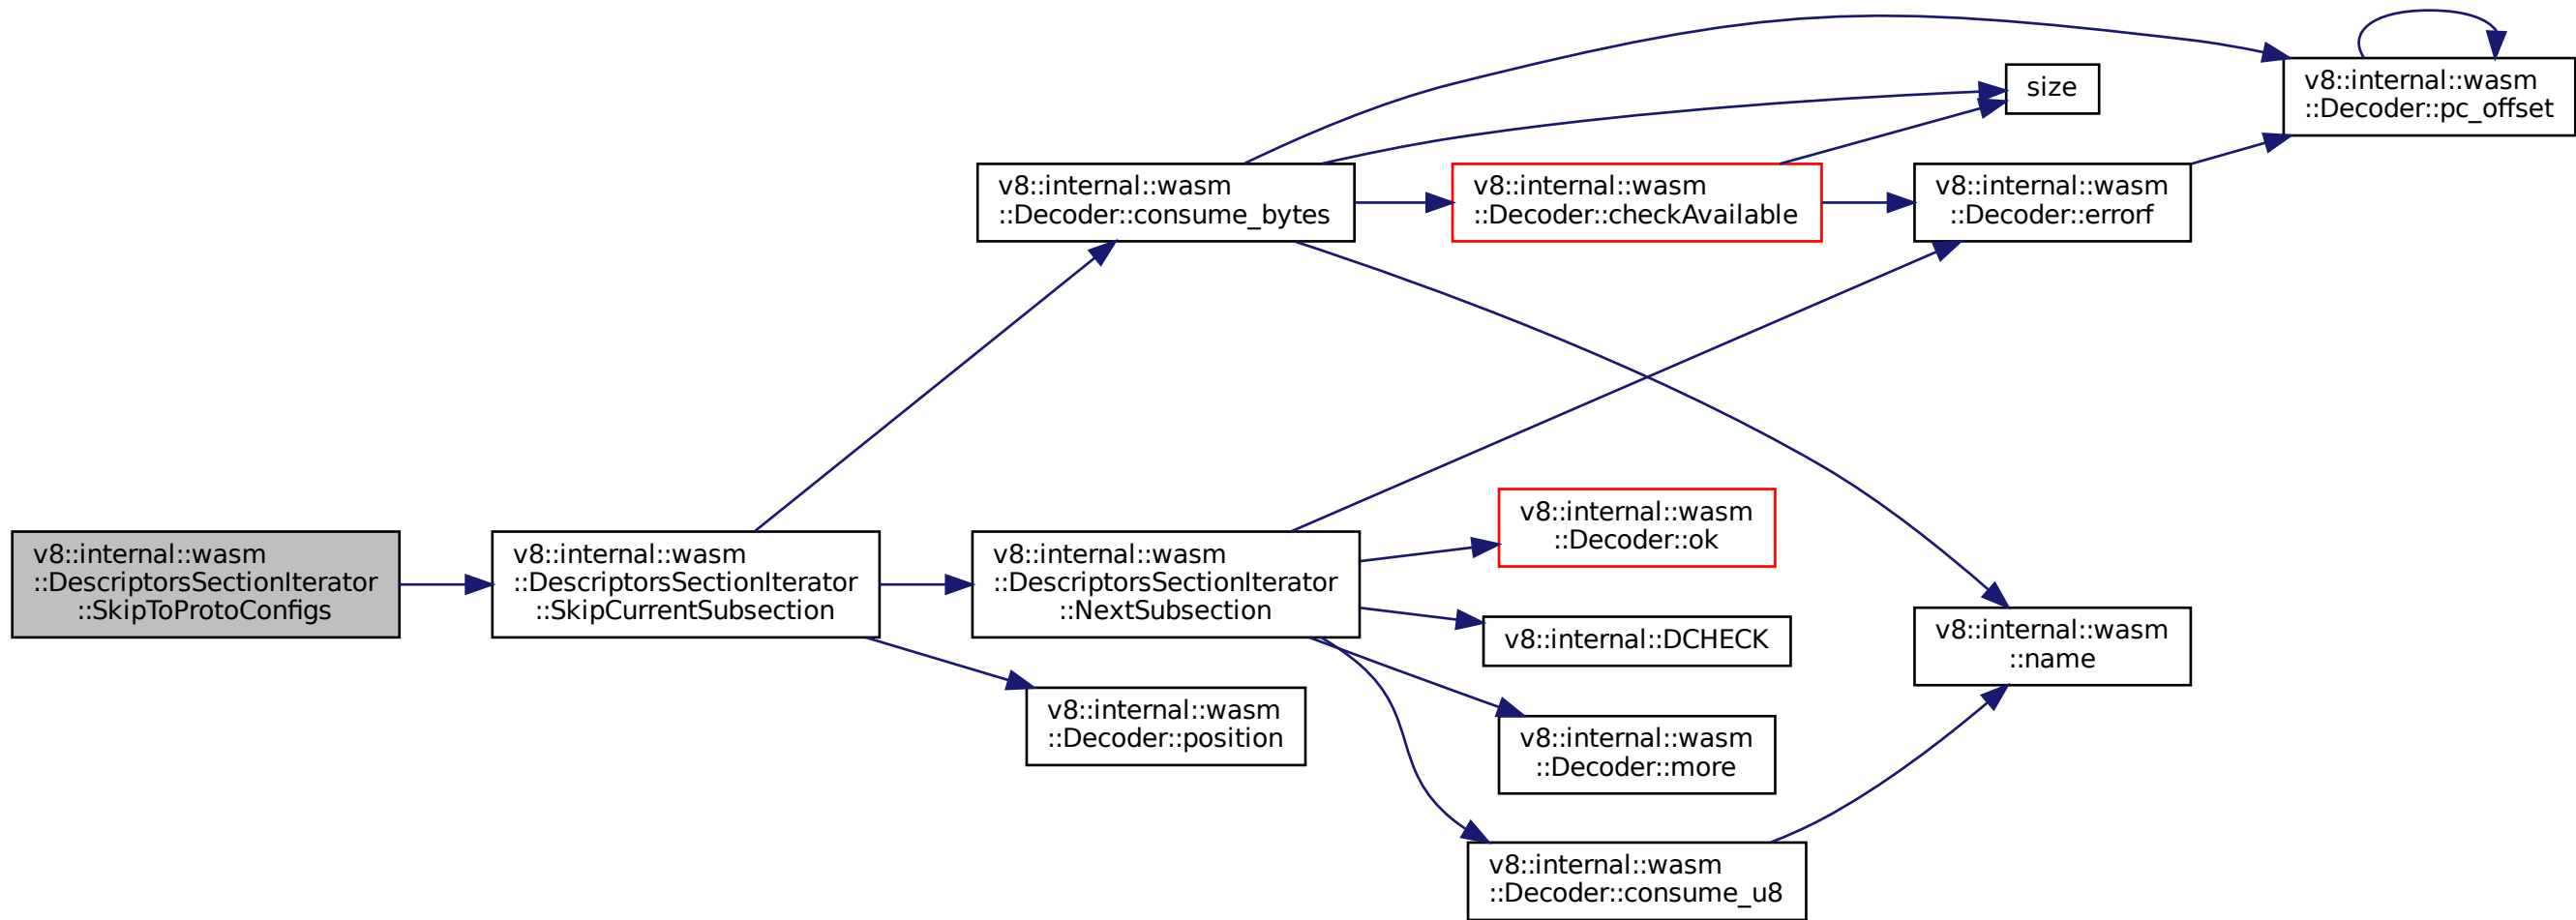 v8::internal::wasm
::DescriptorsSectionIterator
::SkipToProtoConfigs
v8::internal::wasm
::DescriptorsSectionIterator
::SkipCurrentSubsection
v8::internal::wasm
::Decoder::consume_bytes
v8::internal::wasm
::Decoder::pc_offset
size
v8::internal::wasm
::Decoder::checkAvailable
v8::internal::wasm
::Decoder::errorf
v8::internal::wasm
::name
v8::internal::wasm
::DescriptorsSectionIterator
::NextSubsection
v8::internal::wasm
::Decoder::ok
v8::internal::DCHECK
v8::internal::wasm
::Decoder::more
v8::internal::wasm
::Decoder::consume_u8
v8::internal::wasm
::Decoder::position